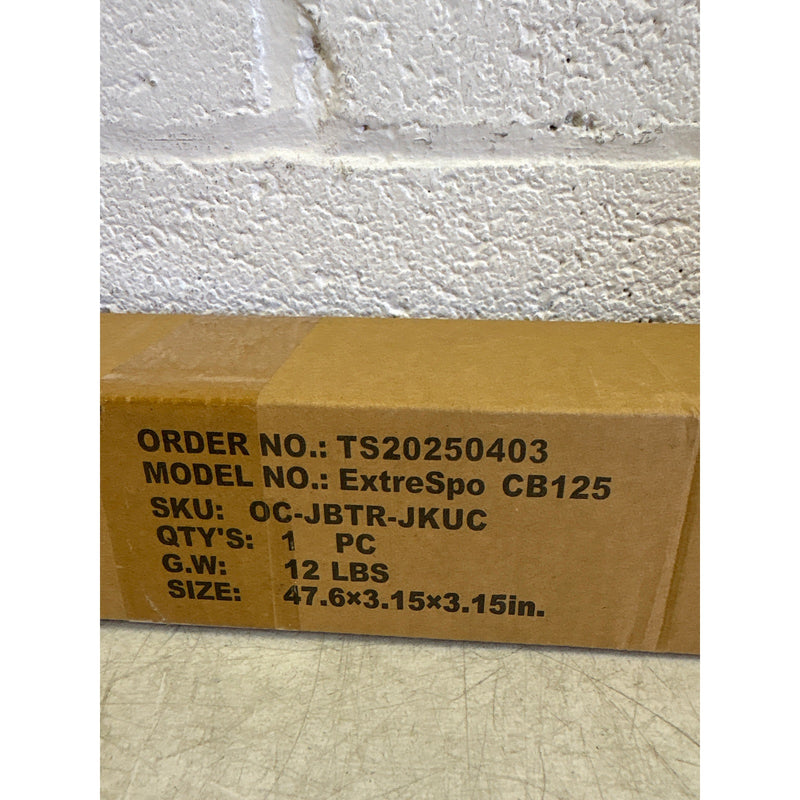 ORDER NO.: TS20250403
MODEL NO.: ExtreSpo CB125
SKU: OC-JBTR-JKUC
QTY'S: 1 PC
G.W: 12 LBS
SIZE: 47.6×3.15×3.15in.